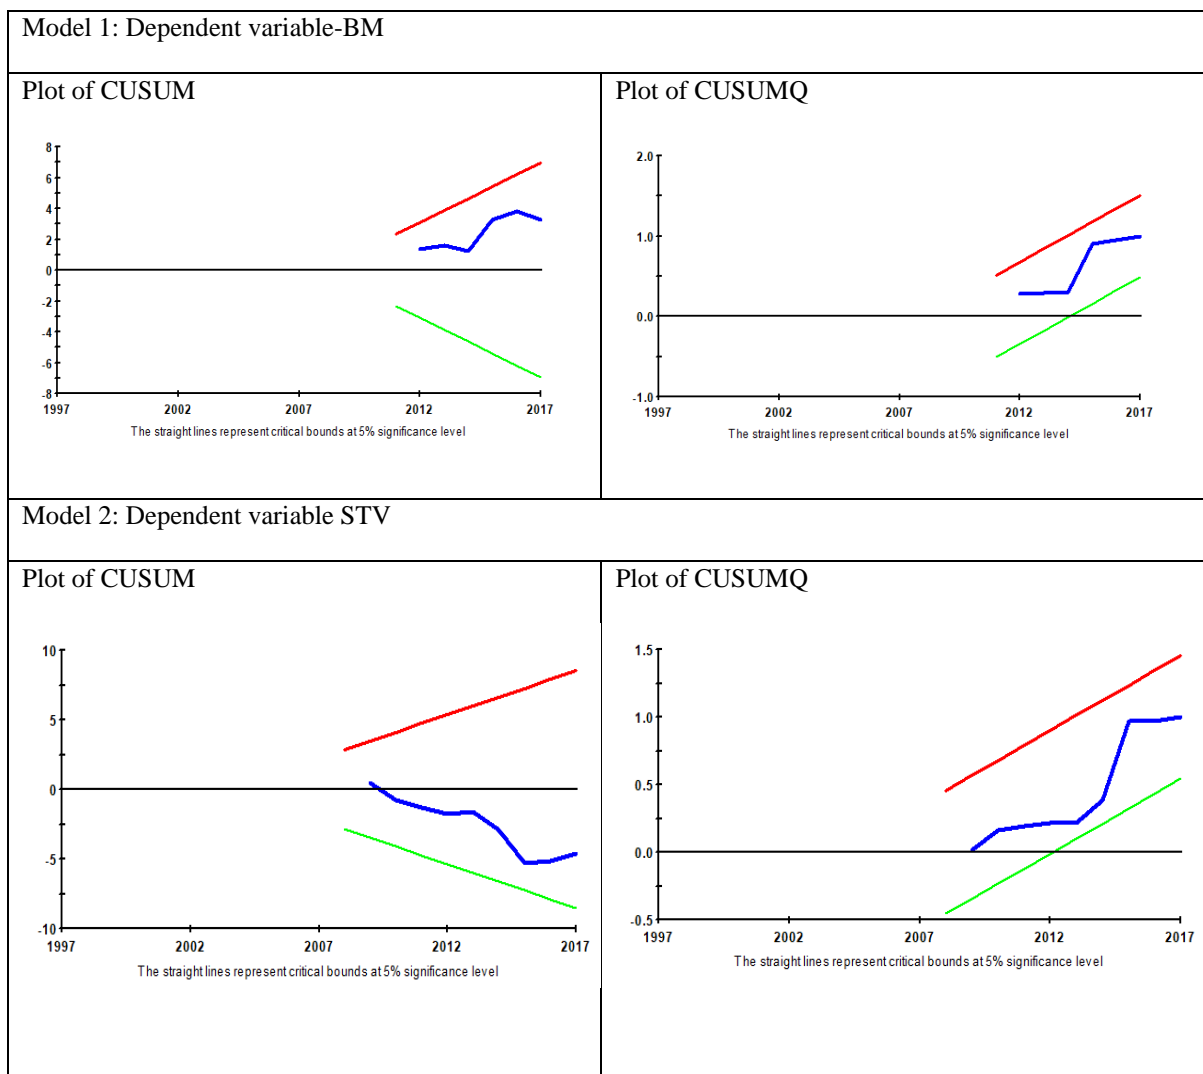 Model 1: Dependent variable-BM
Plot of CUSUM
8
6
4
2
0
-2
-4
-6
-8
1997 2002 2007 2012 2017
The straight lines represent critical bounds at 5% significance level
Plot of CUSUMQ
2.0
1.0
0.0
-1.0
1997 2002 2007 2012 2017
The straight lines represent critical bounds at 5% significance level
Model 2: Dependent variable STV
Plot of CUSUM
10
5
0
-5
-10
1997 2002 2007 2012 2017
The straight lines represent critical bounds at 5% significance level
Plot of CUSUMQ
1.5
1.0
0.5
0.0
-0.5
1997 2002 2007 2012 2017
The straight lines represent critical bounds at 5% significance level